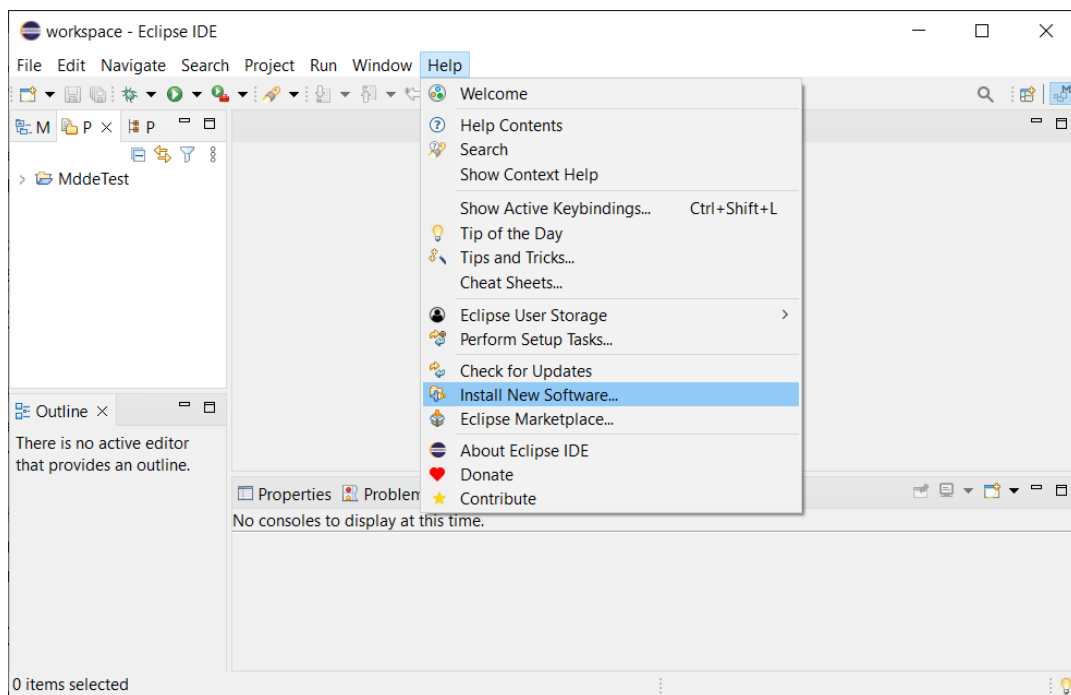 workspace - Eclipse IDE
File Edit Navigate Search Project Run Window Help
M P P
MddeTest
Welcome
Help Contents
Search
Show Context Help
Show Active Keybindings... Ctrl+Shift+L
Tip of the Day
Tips and Tricks...
Cheat Sheets...
Eclipse User Storage
Perform Setup Tasks...
Check for Updates
Install New Software...
Eclipse Marketplace...
About Eclipse IDE
Donate
Contribute
Outline
There is no active editor
that provides an outline.
Properties Problem
No consoles to display at this time.
0 items selected